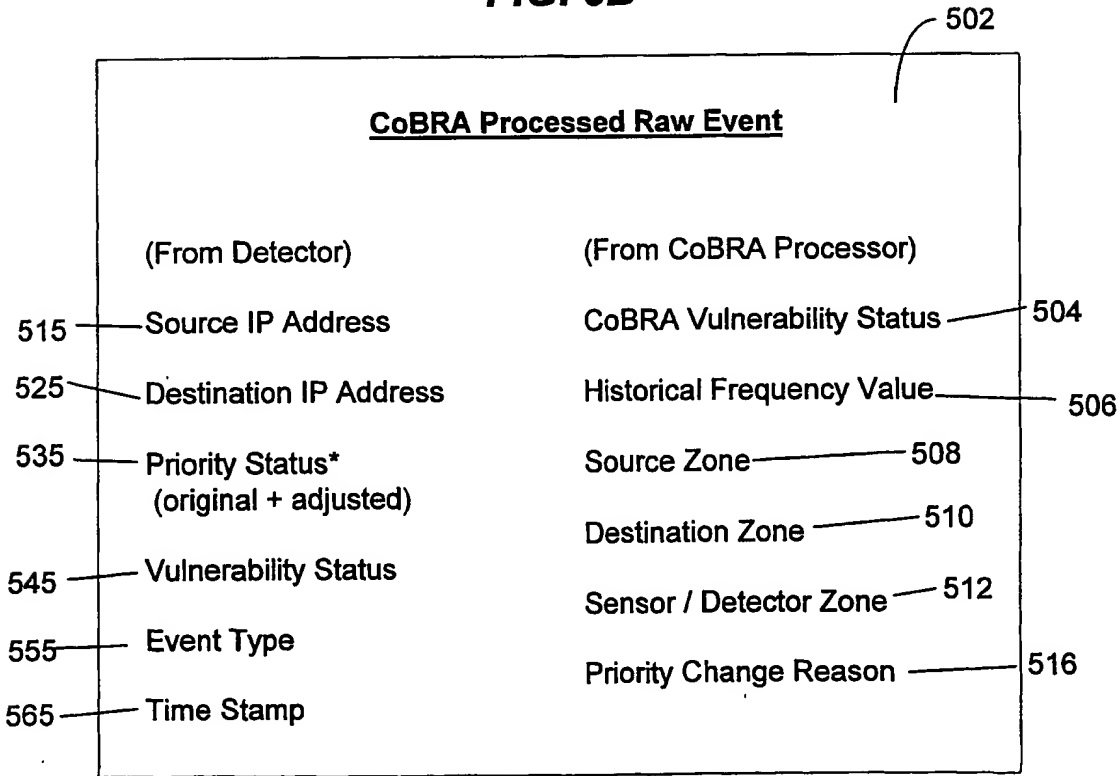 502
CoBRA Processed Raw Event
(From Detector)
515 Source IP Address
525 Destination IP Address
535 Priority Status*
(original + adjusted)
545 Vulnerability Status
555 Event Type
565 Time Stamp
(From CoBRA Processor)
CoBRA Vulnerability Status 504
Historical Frequency Value 506
Source Zone 508
Destination Zone 510
Sensor / Detector Zone 512
Priority Change Reason 516